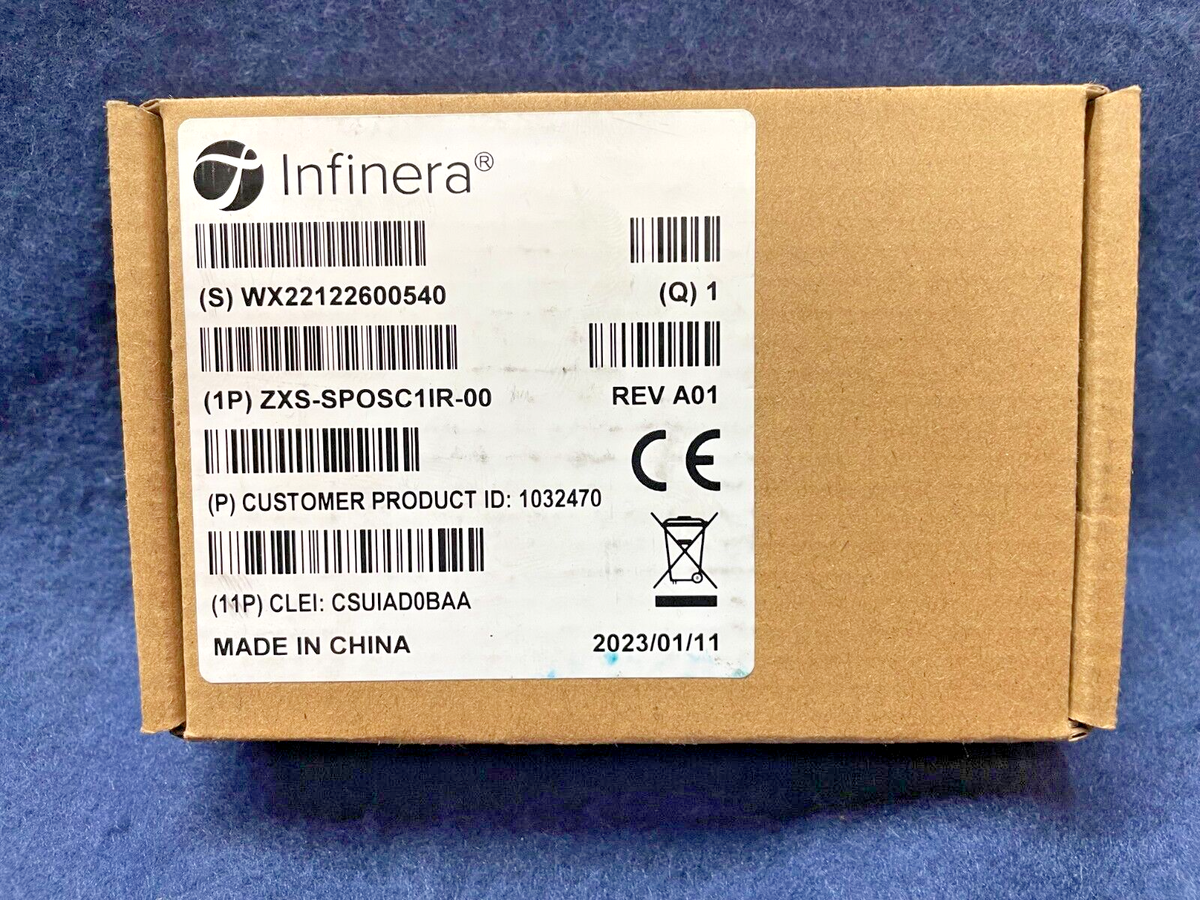 Infinera®
(S) WX22122600540
(Q) 1
(1P) ZXS-SPOSC1IR-00
REV A01
(P) CUSTOMER PRODUCT ID: 1032470
CE
(11P) CLEI: CSUIAD0BAA
MADE IN CHINA
2023/01/11